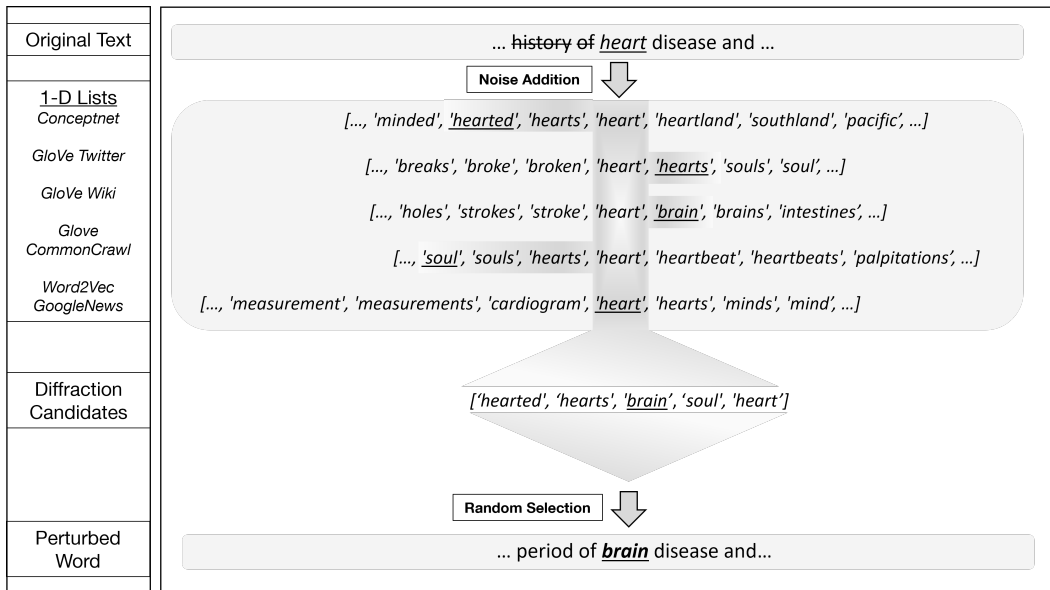 Original Text
... history of heart disease and ...
Noise Addition
1-D Lists
Conceptnet
[..., 'minded', 'hearted', 'hearts', 'heart', 'heartland', 'southland', 'pacific', ...]
GloVe Twitter
[..., 'breaks', 'broke', 'broken', 'heart', 'hearts', 'souls', 'soul', ...]
GloVe Wiki
[..., 'holes', 'strokes', 'stroke', 'heart', 'brain', 'brains', 'intestines', ...]
Glove
CommonCrawl
[..., 'soul', 'souls', 'hearts', 'heart', 'heartbeat', 'heartbeats', 'palpitations', ...]
Word2Vec
GoogleNews
[..., 'measurement', 'measurements', 'cardiogram', 'heart', 'hearts', 'minds', 'mind', ...]
Diffraction
Candidates
['hearted', 'hearts', 'brain', 'soul', 'heart']
Random Selection
Perturbed
Word
... period of brain disease and...